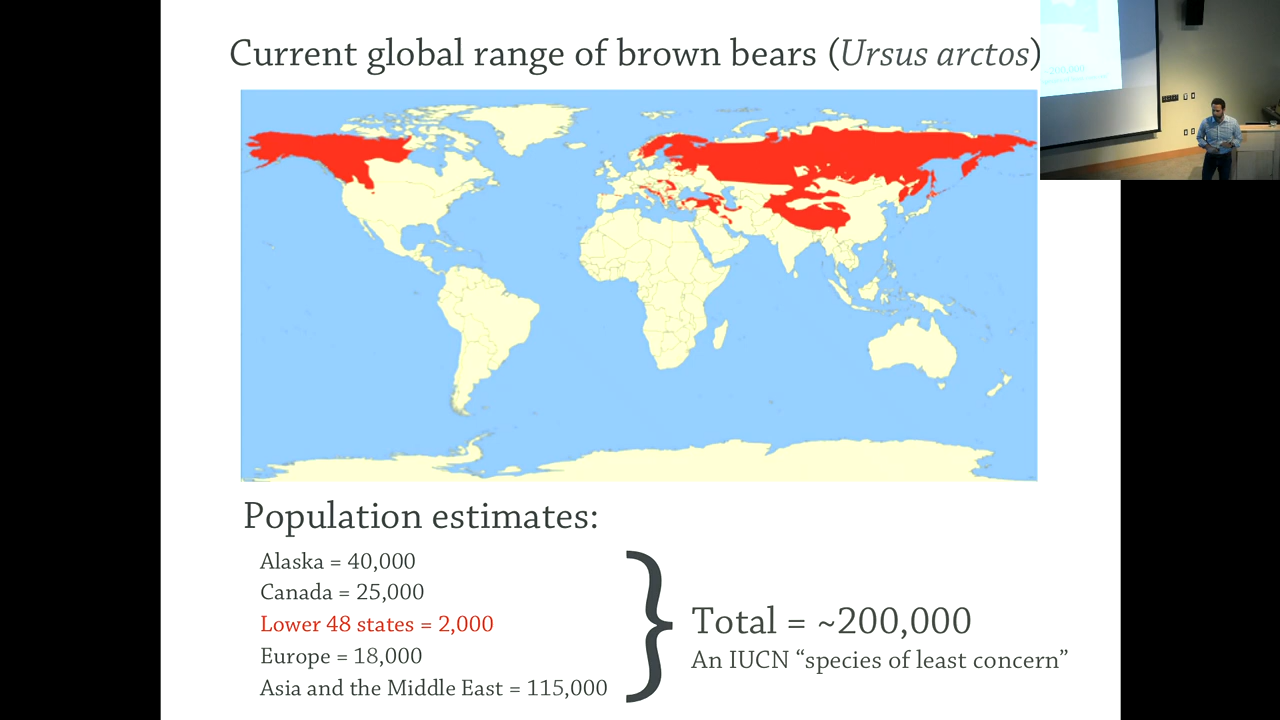 Current global range of brown bears (Ursus arctos)
Population estimates:
Alaska = 40,000
Canada = 25,000
Lower 48 states = 2,000
Europe = 18,000
Asia and the Middle East = 115,000
Total = ~200,000
An IUCN “species of least concern”